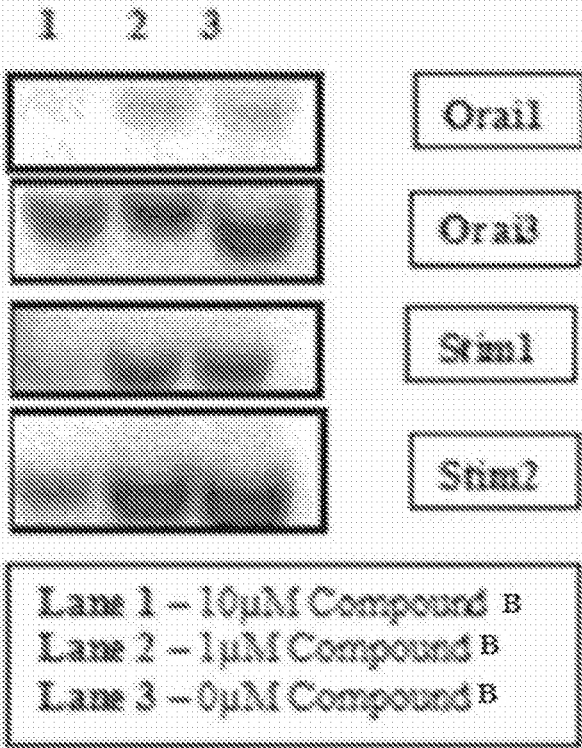 1 2 3
Orai1
Orai3
Stim1
Stim2
Lane 1 – 10μM Compound B
Lane 2 – 1μM Compound B
Lane 3 – 0μM Compound B